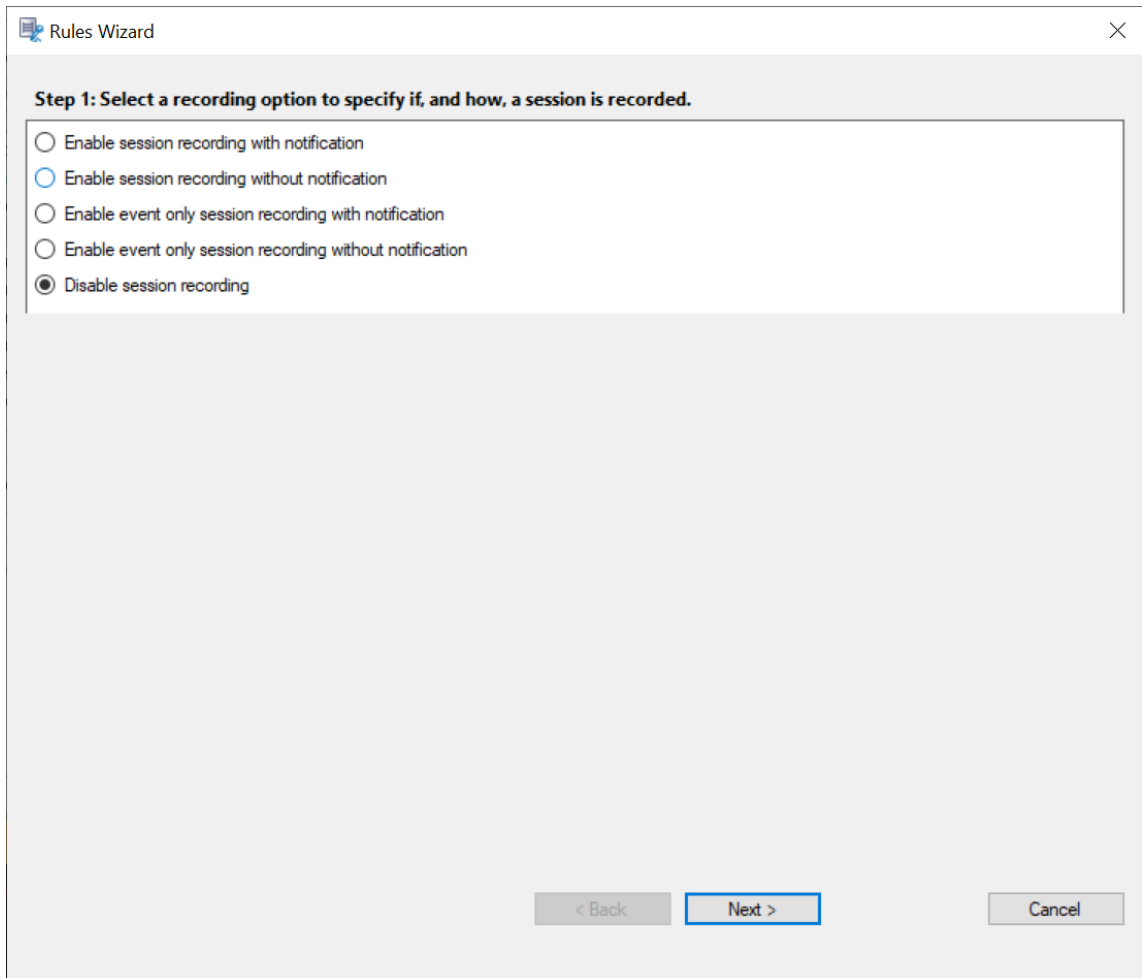 Rules Wizard
Step 1: Select a recording option to specify if, and how, a session is recorded.
Enable session recording with notification
Enable session recording without notification
Enable event only session recording with notification
Enable event only session recording without notification
Disable session recording
< Back
Next >
Cancel